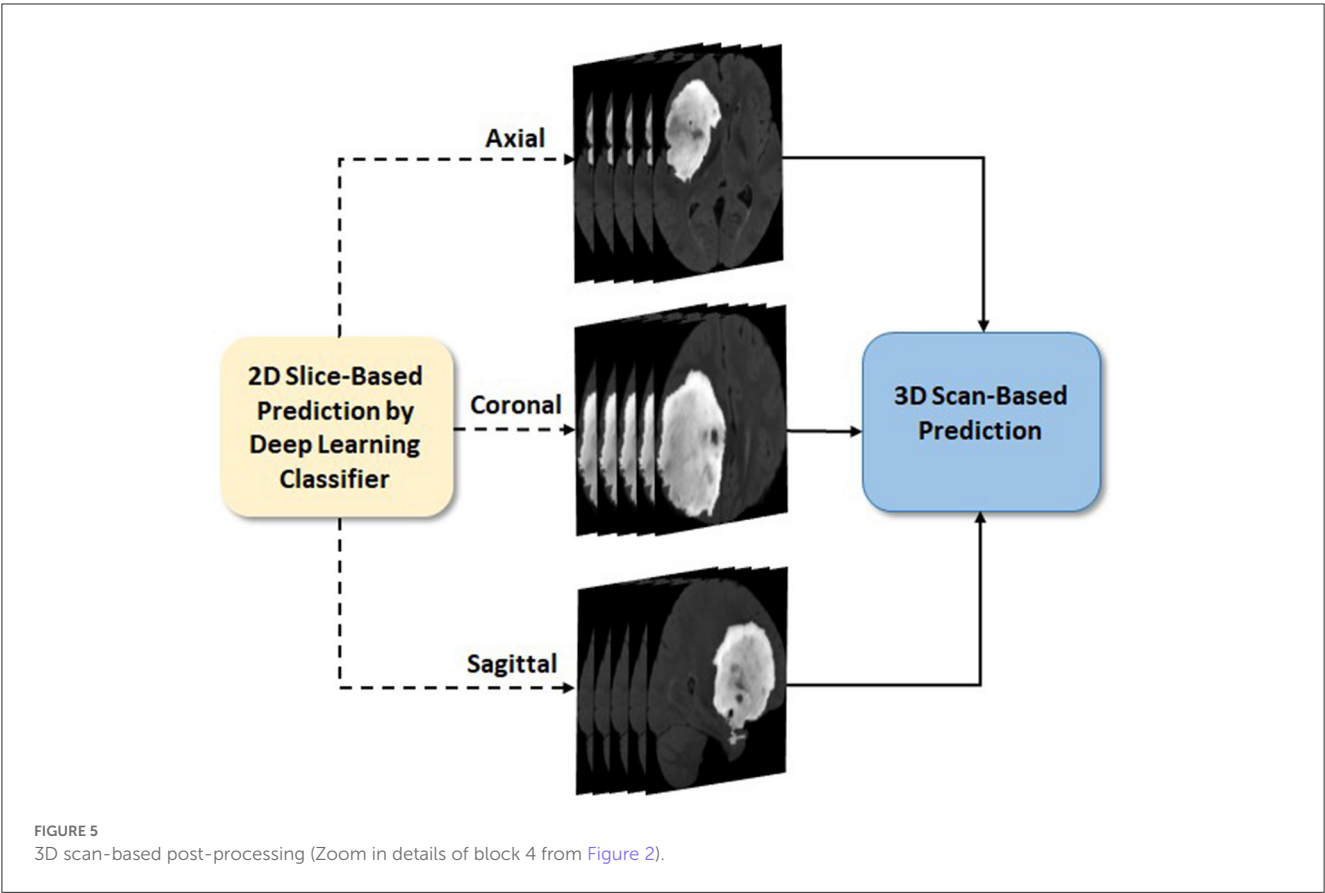 Axial
2D Slice-Based
Prediction by
Deep Learning
Classifier
Coronal
3D Scan-Based
Prediction
Sagittal
FIGURE 5
3D scan-based post-processing (Zoom in details of block 4 from Figure 2).